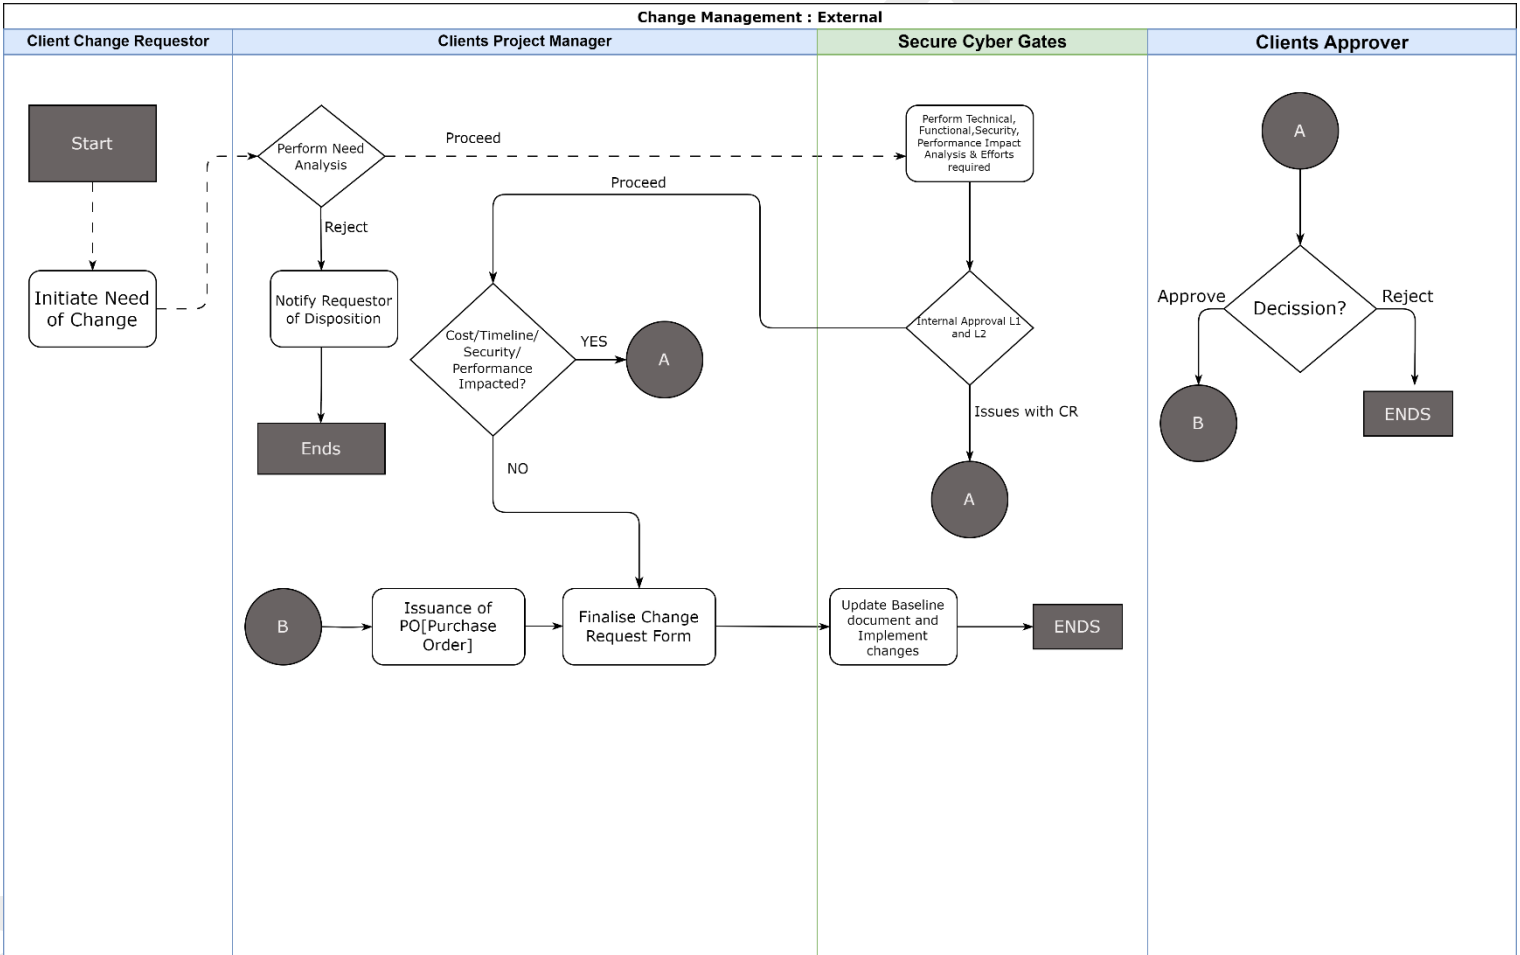 Change Management : External
Client Change Requestor
Clients Project Manager
Secure Cyber Gates
Clients Approver
Start
Initiate Need
of Change
Perform Need
Analysis
Proceed
Reject
Notify Requestor
of Disposition
Ends
Proceed
Cost/Timeline/
Security/
Performance
Impacted?
YES
A
NO
B
Issuance of
PO[Purchase
Order]
Finalise Change
Request Form
Perform Technical,
Functional,Security,
Performance Impact
Analysis & Efforts
required
Internal Approval L1
and L2
Issues with CR
A
Update Baseline
document and
Implement
changes
ENDS
A
Decission?
Approve
Reject
B
ENDS